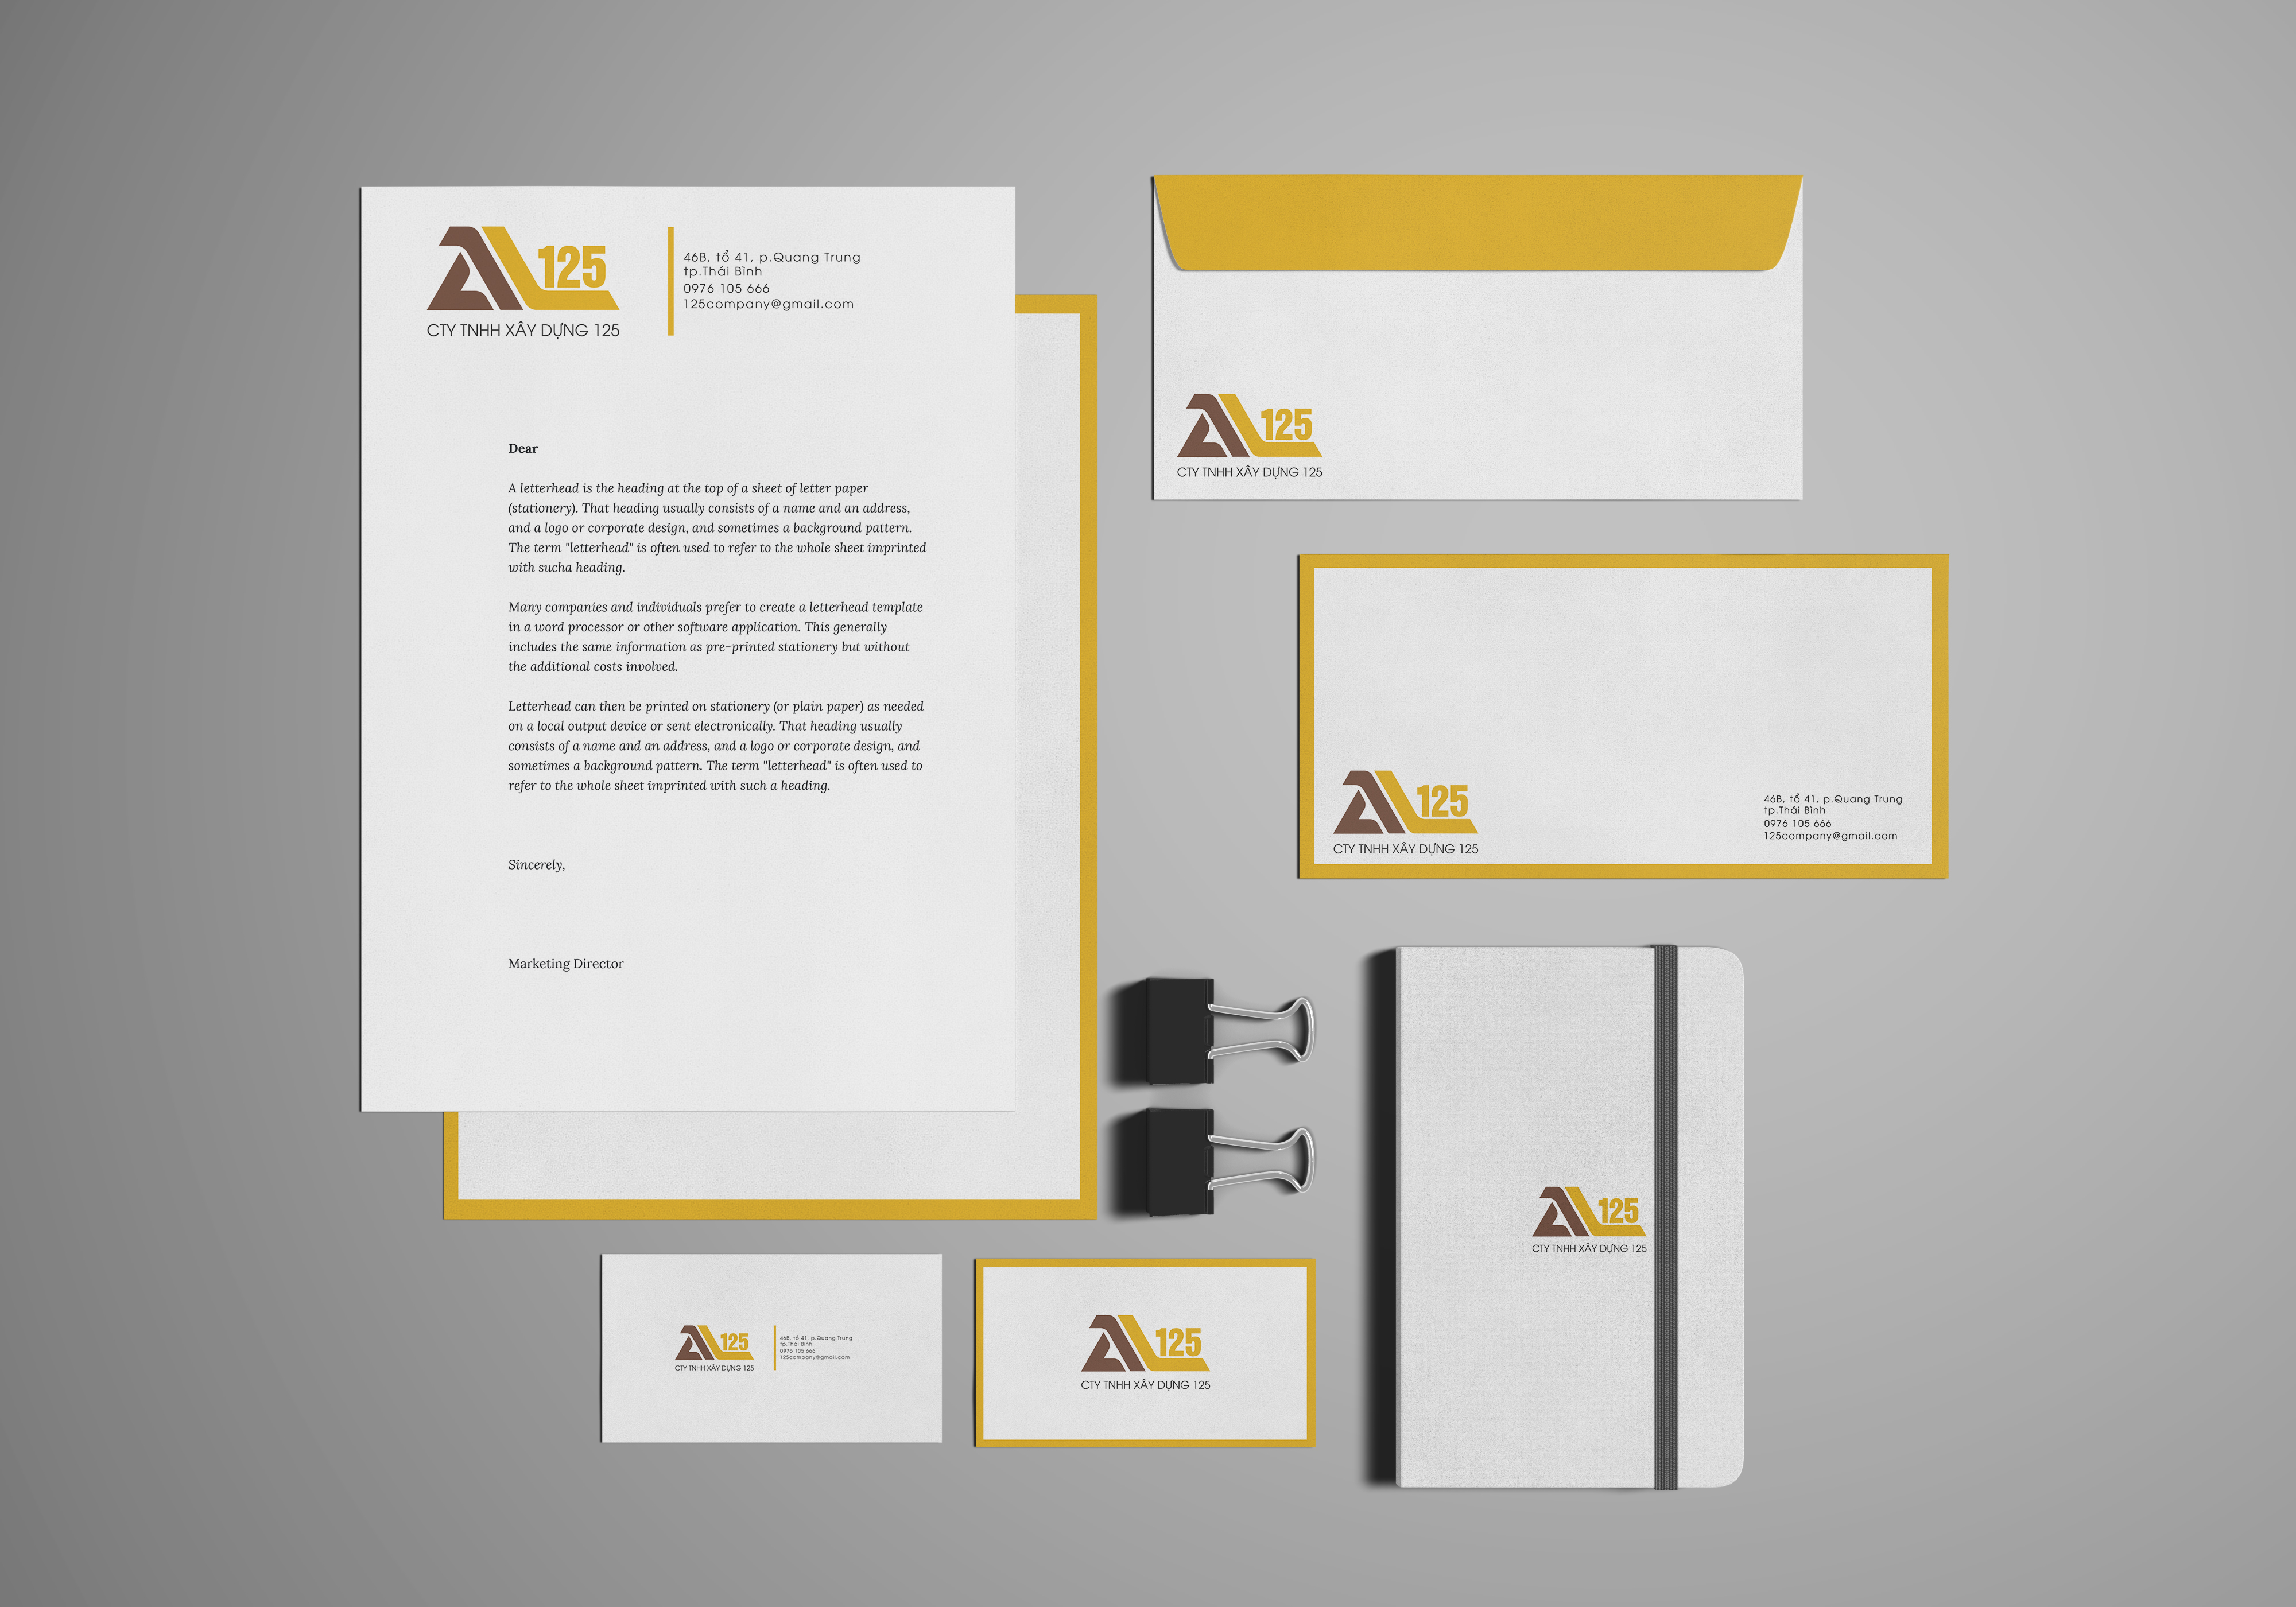 125
CTY TNHH XÂY DỰNG 125
46B, tổ 41, p.Quang Trung
tp.Thái Bình
0976 105 666
125company@gmail.com
Dear
A letterhead is the heading at the top of a sheet of letter paper
(stationery). That heading usually consists of a name and an address,
and a logo or corporate design, and sometimes a background pattern.
The term "letterhead" is often used to refer to the whole sheet imprinted
with sucha heading.
Many companies and individuals prefer to create a letterhead template
in a word processor or other software application. This generally
includes the same information as pre-printed stationery but without
the additional costs involved.
Letterhead can then be printed on stationery (or plain paper) as needed
on a local output device or sent electronically. That heading usually
consists of a name and an address, and a logo or corporate design, and
sometimes a background pattern. The term "letterhead" is often used to
refer to the whole sheet imprinted with such a heading.
Sincerely,
Marketing Director
125
CTY TNHH XÂY DỰNG 125
125
CTY TNHH XÂY DỰNG 125
46B, tổ 41, p.Quang Trung
tp.Thái Bình
0976 105 666
125company@gmail.com
125
CTY TNHH XÂY DỰNG 125
125
CTY TNHH XÂY DỰNG 125
46B, tổ 41, p.Quang Trung
tp.Thái Bình
0976 105 666
125company@gmail.com
125
CTY TNHH XÂY DỰNG 125